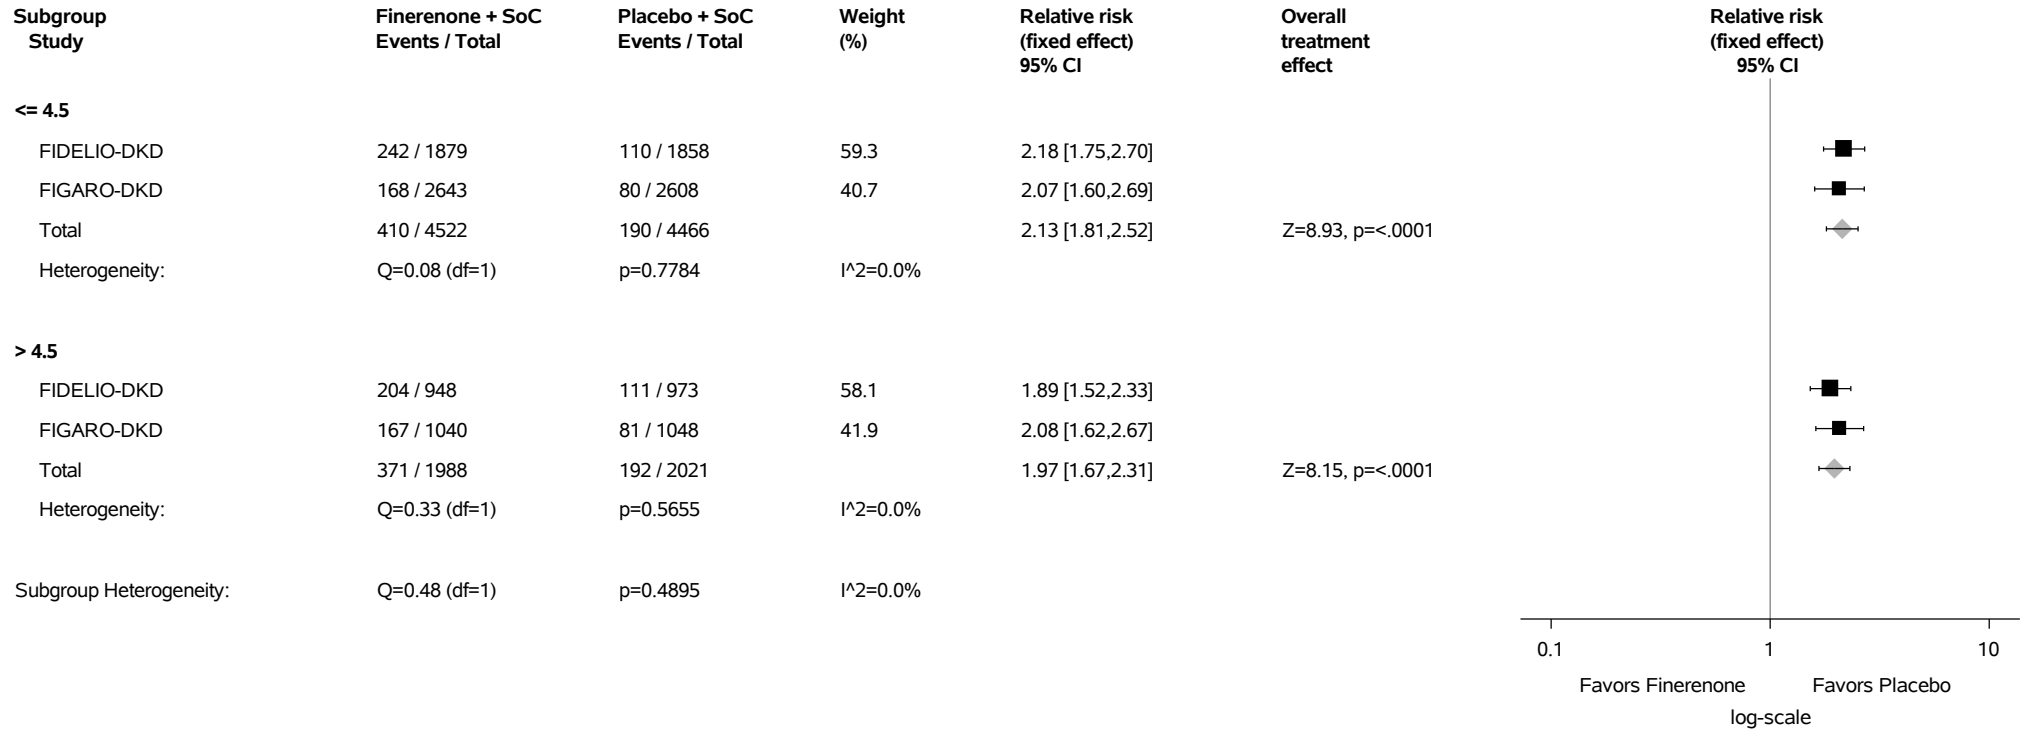 Subgroup Finerenone + SoC Placebo + SoC Weight Relative risk Overall Relative risk
Study Events / Total Events / Total (%) (fixed effect) treatment (fixed effect)
95% CI effect 95% CI
<= 4.5
FIDELIO-DKD 242 / 1879 110 / 1858 59.3 2.18 [1.75,2.70]
FIGARO-DKD 168 / 2643 80 / 2608 40.7 2.07 [1.60,2.69]
Total 410 / 4522 190 / 4466 2.13 [1.81,2.52] Z=8.93, p=<.0001
Heterogeneity: Q=0.08 (df=1) p=0.7784 I^2=0.0%
> 4.5
FIDELIO-DKD 204 / 948 111 / 973 58.1 1.89 [1.52,2.33]
FIGARO-DKD 167 / 1040 81 / 1048 41.9 2.08 [1.62,2.67]
Total 371 / 1988 192 / 2021 1.97 [1.67,2.31] Z=8.15, p=<.0001
Heterogeneity: Q=0.33 (df=1) p=0.5655 I^2=0.0%
Subgroup Heterogeneity: Q=0.48 (df=1) p=0.4895 I^2=0.0%
0.1 1 10
Favors Finerenone Favors Placebo
log-scale